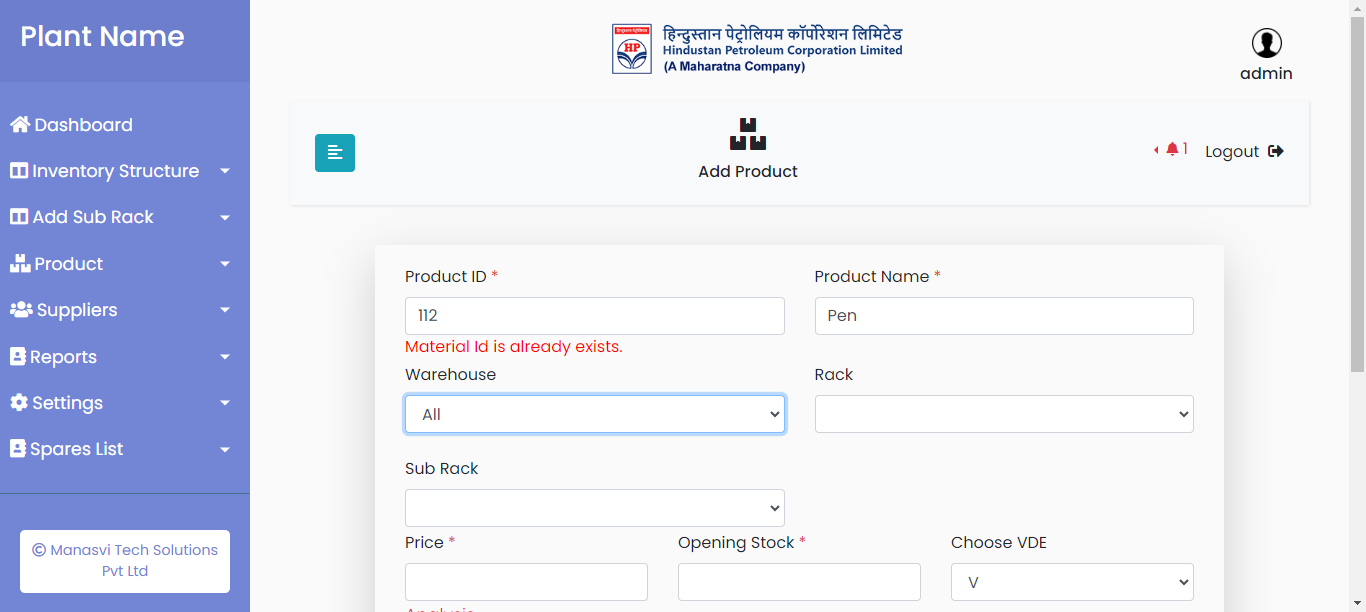 Plant Name
Dashboard
Inventory Structure
Add Sub Rack
Product
Suppliers
Reports
Settings
Spares List
© Manasvi Tech Solutions
Pvt Ltd
हिन्दुस्तान पेट्रोलियम कॉर्पोरेशन लिमिटेड
HP
Hindustan Petroleum Corporation Limited
(A Maharatna Company)
admin
Add Product
1
Logout
Product ID *
Product Name *
112
Pen
Material Id is already exists.
Warehouse
Rack
All
Sub Rack
Price *
Opening Stock *
Choose VDE
V
Analysis